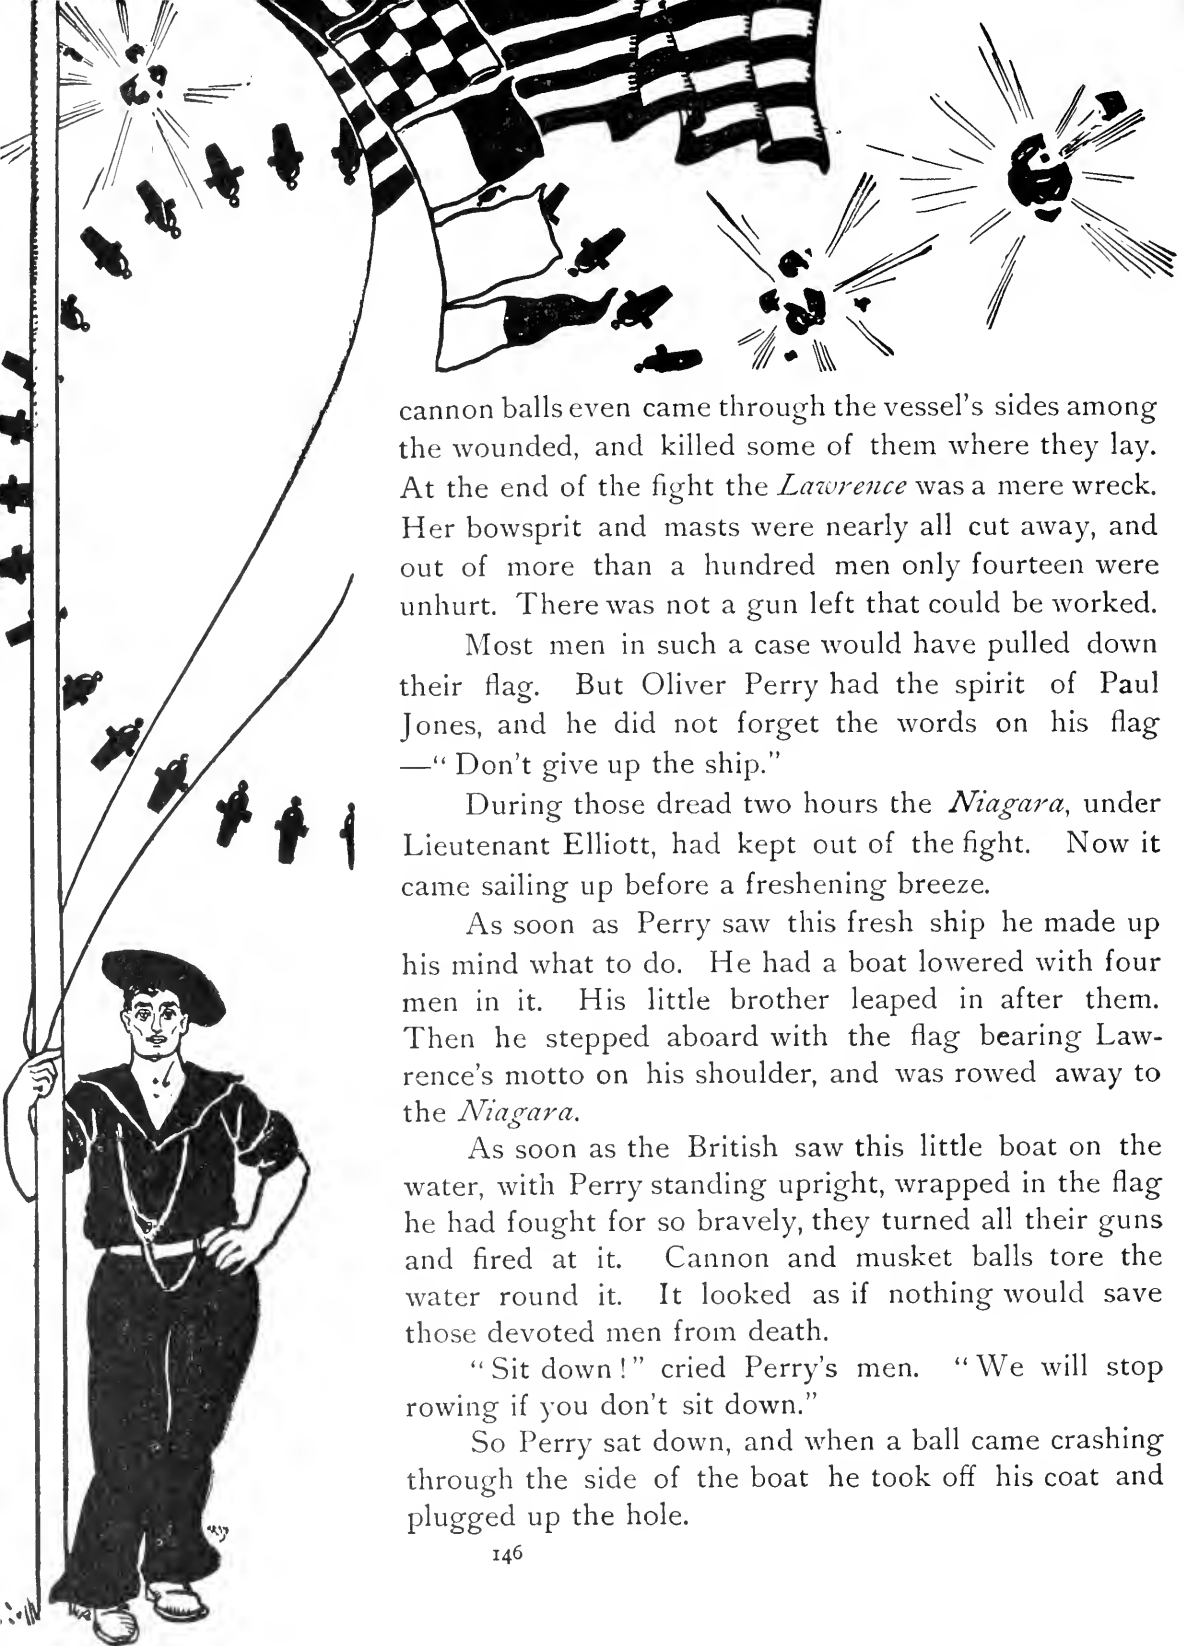 cannon balls even came through the vessel's sides among
the wounded, and killed some of them where they lay.
At the end of the fight the Lawrence was a mere wreck.
Her bowsprit and masts were nearly all cut away, and
out of more than a hundred men only fourteen were
unhurt. There was not a gun left that could be worked.
Most men in such a case would have pulled down
their flag. But Oliver Perry had the spirit of Paul
Jones, and he did not forget the words on his flag
—“Don't give up the ship.”
During those dread two hours the Niagara, under
Lieutenant Elliott, had kept out of the fight. Now it
came sailing up before a freshening breeze.
As soon as Perry saw this fresh ship he made up
his mind what to do. He had a boat lowered with four
men in it. His little brother leaped in after them.
Then he stepped aboard with the flag bearing Law-
rence's motto on his shoulder, and was rowed away to
the Niagara.
As soon as the British saw this little boat on the
water, with Perry standing upright, wrapped in the flag
he had fought for so bravely, they turned all their guns
and fired at it. Cannon and musket balls tore the
water round it. It looked as if nothing would save
those devoted men from death.
“Sit down!” cried Perry's men. “We will stop
rowing if you don't sit down.”
So Perry sat down, and when a ball came crashing
through the side of the boat he took off his coat and
plugged up the hole.
146